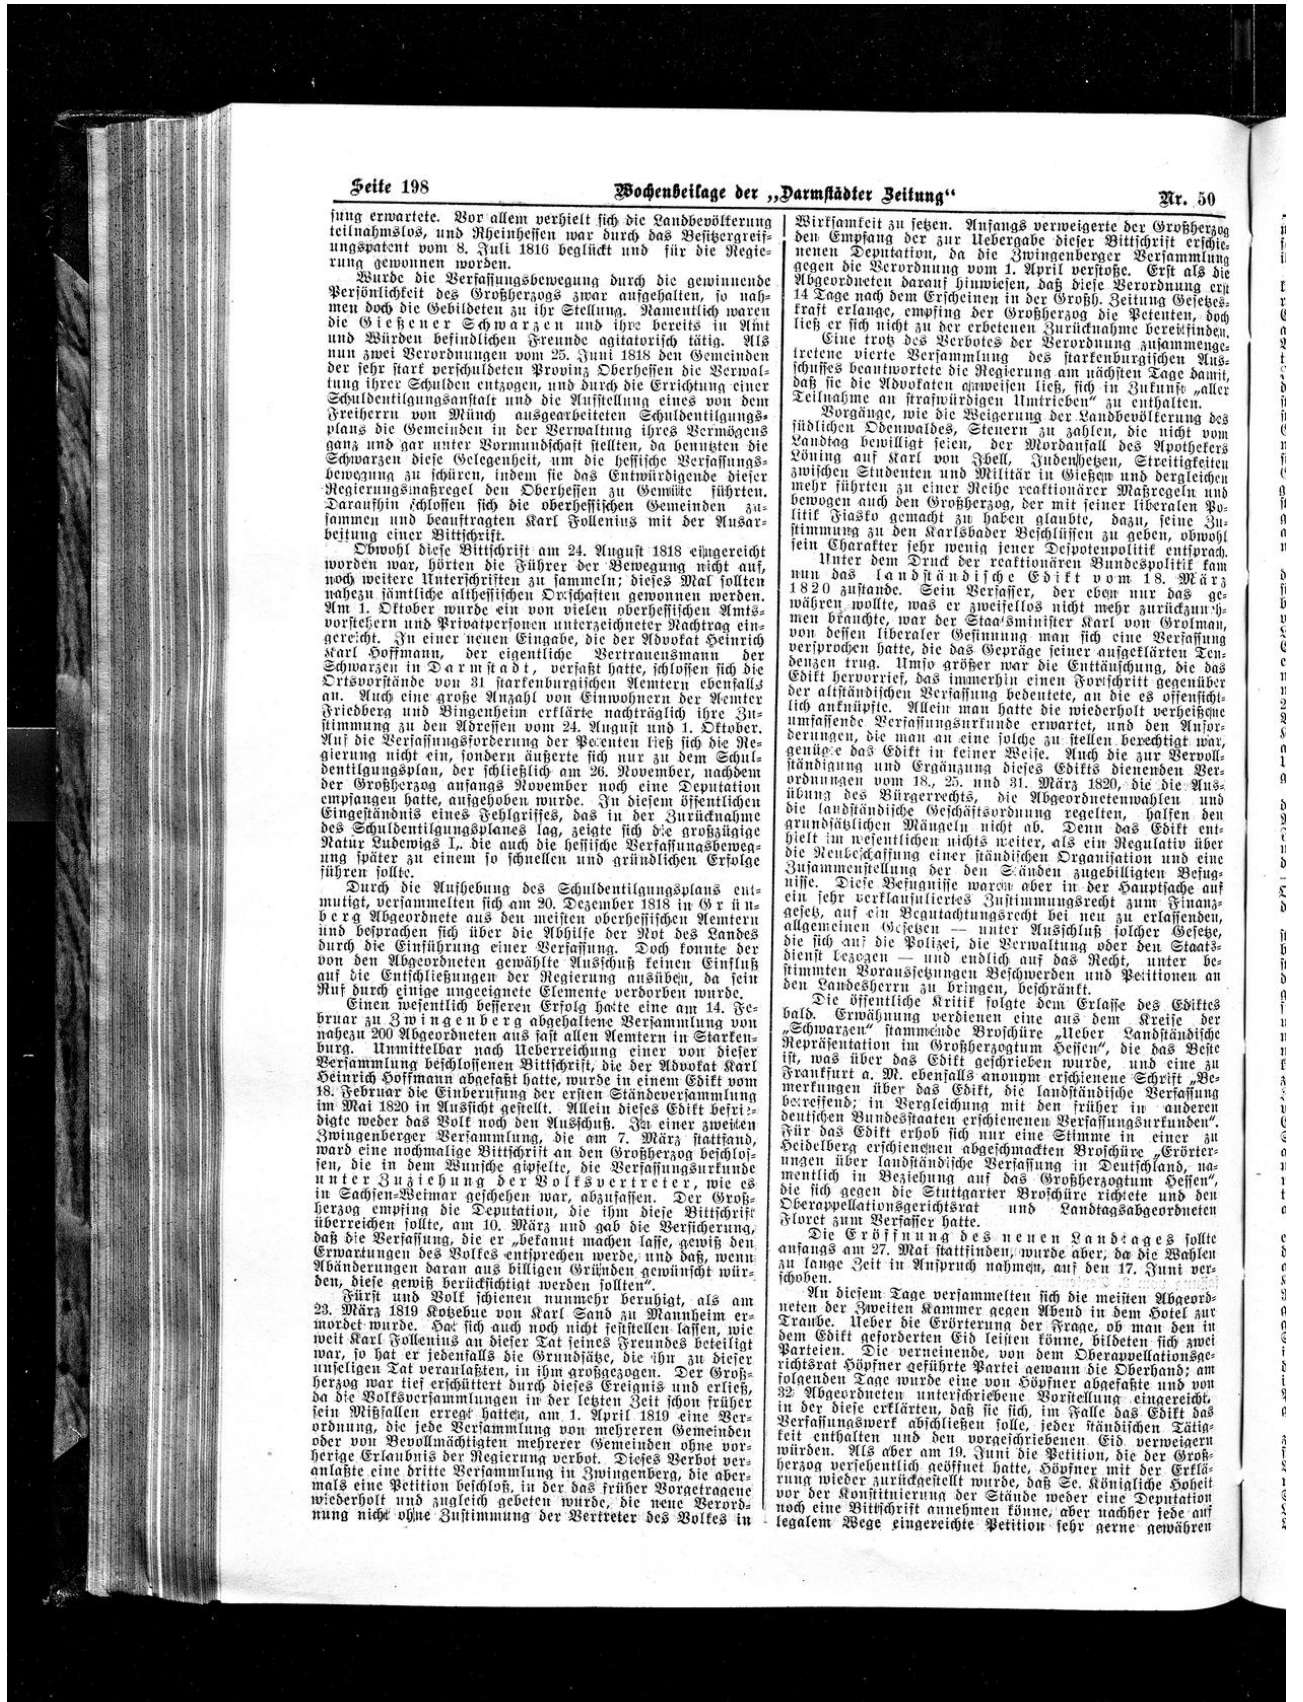 Seite 198
Wochenbeilage der „Darmstädter Zeitung“
Nr. 50
sung erwartete. Vor allem verhielt sich die Landbevölkerung
teilnahmslos, und Rheinhessen war durch das Besitzergreif-
ungspatent vom 8. Juli 1816 beglückt und für die Regie-
rung gewonnen worden.
Wurde die Verfassungsbewegung durch die gewinnende
Persönlichkeit des Großherzogs zwar aufgehalten, so nah-
men doch die Gebildeten zu ihr Stellung. Namentlich waren
die Gießener Schwarzen und ihre bereits in Amt
und Würden befindlichen Freunde agitatorisch tätig. Als
nun zwei Verordnungen vom 25. Juni 1818 den Gemeinden
der sehr stark verschuldeten Provinz Oberhessen die Verwal-
tung ihrer Schulden entzogen, und durch die Errichtung einer
Schuldentilgungsanstalt und die Aufstellung eines von dem
Freiherrn von Münch ausgearbeiteten Schuldentilgungs-
plans die Gemeinden in der Verwaltung ihres Vermögens
ganz und gar unter Vormundschaft stellten, da benutzten die
Schwarzen diese Gelegenheit, um die hessische Verfassungs-
bewegung zu schüren, indem sie das Entwürdigende dieser
Regierungsmaßregel den Oberhessen zu Gemüte führten.
Daraufhin schlossen sich die oberhessischen Gemeinden zu-
sammen und beauftragten Karl Follenius mit der Ausar-
beitung einer Bittschrift.
Obwohl diese Bittschrift am 24. August 1818 eingereicht
worden war, hörten die Führer der Bewegung nicht auf,
noch weitere Unterschriften zu sammeln; dieses Mal sollten
nahezu sämtliche althessischen Ortschaften gewonnen werden.
Am 1. Oktober wurde ein von vielen oberhessischen Amts-
vorstehern und Privatpersonen unterzeichneter Nachtrag ein-
gereicht. In einer neuen Eingabe, die der Advokat Heinrich
Karl Hoffmann, der eigentliche Vertrauensmann der
Schwarzen in Darmstadt, verfaßt hatte, schlossen sich die
Ortsvorstände von 31 starkenburgischen Aemtern ebenfalls
an. Auch eine große Anzahl von Einwohnern der Aemter
Friedberg und Bingenheim erklärte nachträglich ihre Zu-
stimmung zu den Adressen vom 24. August und 1. Oktober.
Auf die Verfassungsforderung der Petenten ließ sich die Re-
gierung nicht ein, sondern äußerte sich nur zu dem Schul-
dentilgungsplan, der schließlich am 26. November, nachdem
der Großherzog anfangs November noch eine Deputation
empfangen hatte, aufgehoben wurde. In diesem öffentlichen
Eingeständnis eines Fehlgriffes, das in der Zurücknahme
des Schuldentilgungsplanes lag, zeigte sich die großzügige
Natur Ludewigs I., die auch die hessische Verfassungsbeweg-
ung später zu einem so schnellen und gründlichen Erfolge
führen sollte.
Durch die Aufhebung des Schuldentilgungsplans ent-
mutigt, versammelten sich am 20. Dezember 1818 in Grün-
berg Abgeordnete aus den meisten oberhessischen Aemtern
und besprachen sich über die Abhilfe der Not des Landes
durch die Einführung einer Verfassung. Doch konnte der
von den Abgeordneten gewählte Ausschuß keinen Einfluß
auf die Entschließungen der Regierung ausüben, da sein
Ruf durch einige ungeeignete Elemente verdorben wurde.
Einen wesentlich besseren Erfolg hatte eine am 14. Fe-
bruar zu Zwingenberg abgehaltene Versammlung von
nahezu 200 Abgeordneten aus fast allen Aemtern in Starken-
burg. Unmittelbar nach Ueberreichung einer von dieser
Versammlung beschlossenen Bittschrift, die der Advokat Karl
Heinrich Hoffmann abgefaßt hatte, wurde in einem Edikt vom
18. Februar die Einberufung der ersten Ständeversammlung
im Mai 1820 in Aussicht gestellt. Allein dieses Edikt befrie-
digte weder das Volk noch den Ausschuß. In einer zweiten
Zwingenberger Versammlung, die am 7. März stattfand,
ward eine nochmalige Bittschrift an den Großherzog beschlos-
sen, die in dem Wunsche gipfelte, die Verfassungsurkunde
unter Zuziehung der Volksvertreter, wie es
in Sachsen-Weimar geschehen war, abzufassen. Der Groß-
herzog empfing die Deputation, die ihm diese Bittschrift
überreichen sollte, am 10. März und gab die Versicherung,
daß die Verfassung, die er „bekannt machen lasse, gewiß den
Erwartungen des Volkes entsprechen werde, und daß, wenn
Abänderungen daran aus billigen Gründen gewünscht wür-
den, diese gewiß berücksichtigt werden sollten“.
Fürst und Volk schienen nunmehr beruhigt, als am
23. März 1819 Kotzebue von Karl Sand zu Mannheim er-
mordet wurde. Hat sich auch noch nicht feststellen lassen, wie
weit Karl Follenius an dieser Tat seines Freundes beteiligt
war, so hat er jedenfalls die Grundsätze, die ihn zu dieser
unseligen Tat veranlaßten, in ihm großgezogen. Der Groß-
herzog war tief erschüttert durch dieses Ereignis und erließ,
da die Volksversammlungen in der letzten Zeit schon früher
sein Mißfallen erregt hatten, am 1. April 1819 eine Ver-
ordnung, die jede Versammlung von mehreren Gemeinden
oder von Bevollmächtigten mehrerer Gemeinden ohne vor-
herige Erlaubnis der Regierung verbot. Dieses Verbot ver-
anlaßte eine dritte Versammlung in Zwingenberg, die aber-
mals eine Petition beschloß, in der das früher Vorgetragene
wiederholt und zugleich gebeten wurde, die neue Verord-
nung nicht ohne Zustimmung der Vertreter des Volkes in
Wirksamkeit zu setzen. Anfangs verweigerte der Großherzog
den Empfang der zur Uebergabe dieser Bittschrift erschie-
nenen Deputation, da die Zwingenberger Versammlung
gegen die Verordnung vom 1. April verstoße. Erst als die
Abgeordneten darauf hinwiesen, daß diese Verordnung erst
14 Tage nach dem Erscheinen in der Großh. Zeitung Gesetzes-
kraft erlange, empfing der Großherzog die Petenten, doch
ließ er sich nicht zu der erbetenen Zurücknahme bereitfinden.
Eine trotz des Verbotes der Verordnung zusammenge-
tretene vierte Versammlung des starkenburgischen Aus-
schusses beantwortete die Regierung am nächsten Tage damit,
daß sie die Advokaten anweisen ließ, sich in Zukunft „aller
Teilnahme an strafwürdigen Umtrieben“ zu enthalten.
Vorgänge, wie die Weigerung der Landbevölkerung des
südlichen Odenwaldes, Steuern zu zahlen, die nicht vom
Landtag bewilligt seien, der Mordanfall des Apothekers
Löning auf Karl von Ibell, Judenhetzen, Streitigkeiten
zwischen Studenten und Militär in Gießen und dergleichen
mehr führten zu einer Reihe reaktionärer Maßregeln und
bewogen auch den Großherzog, der mit seiner liberalen Po-
litik Fiasko gemacht zu haben glaubte, dazu, seine Zu-
stimmung zu den Karlsbader Beschlüssen zu geben, obwohl
sein Charakter sehr wenig jener Despotenpolitik entsprach.
Unter dem Druck der reaktionären Bundespolitik kam
nun das landständische Edikt vom 18. März
1820 zustande. Sein Verfasser, der eben nur das ge-
währen wollte, was er zweifellos nicht mehr zurückzuneh-
men brauchte, war der Staatsminister Karl von Grolman,
von dessen liberaler Gesinnung man sich eine Verfassung
versprochen hatte, die das Gepräge seiner aufgeklärten Ten-
denzen trug. Umso größer war die Enttäuschung, die das
Edikt hervorrief, das immerhin einen Fortschritt gegenüber
der altständischen Verfassung bedeutete, an die es offensicht-
lich anknüpfte. Allein man hatte die wiederholt verheißene
umfassende Verfassungsurkunde erwartet, und den Anfor-
derungen, die man an eine solche zu stellen berechtigt war,
genügte das Edikt in keiner Weise. Auch die zur Vervoll-
ständigung und Ergänzung dieses Edikts dienenden Ver-
ordnungen vom 18., 25. und 31. März 1820, die die Aus-
übung des Bürgerrechts, die Abgeordnetenwahlen und
die landständische Geschäftsordnung regelten, halfen den
grundsätzlichen Mängeln nicht ab. Denn das Edikt ent-
hielt im wesentlichen nichts weiter, als ein Regulativ über
die Neubeschaffung einer ständischen Organisation und eine
Zusammenstellung der den Ständen zugebilligten Befug-
nisse. Diese Befugnisse waren aber in der Hauptsache auf
ein sehr verklausuliertes Zustimmungsrecht zum Finanz-
gesetz, auf ein Begutachtungsrecht bei neu zu erlassenden,
allgemeinen Gesetzen — unter Ausschluß solcher Gesetze,
die sich auf die Polizei, die Verwaltung oder den Staats-
dienst bezogen — und endlich auf das Recht, unter be-
stimmten Voraussetzungen Beschwerden und Petitionen an
den Landesherrn zu bringen, beschränkt.
Die öffentliche Kritik folgte dem Erlasse des Ediktes
bald. Erwähnung verdienen eine aus dem Kreise der
„Schwarzen“ stammende Broschüre „Ueber Landständische
Repräsentation im Großherzogtum Hessen“, die das Beste
ist, was über das Edikt geschrieben wurde, und eine zu
Frankfurt a. M. ebenfalls anonym erschienene Schrift „Be-
merkungen über das Edikt, die landständische Verfassung
betreffend; in Vergleichung mit den früher in anderen
deutschen Bundesstaaten erschienenen Verfassungsurkunden“.
Für das Edikt erhob sich nur eine Stimme in einer zu
Heidelberg erschienenen abgeschmackten Broschüre „Erörter-
ungen über landständische Verfassung in Deutschland, na-
mentlich in Beziehung auf das Großherzogtum Hessen“,
die sich gegen die Stuttgarter Broschüre richtete und den
Oberappellationsgerichtsrat und Landtagsabgeordneten
Floret zum Verfasser hatte.
Die Eröffnung des neuen Landtages sollte
anfangs am 27. Mai stattfinden, wurde aber, da die Wahlen
zu lange Zeit in Anspruch nahmen, auf den 17. Juni ver-
schoben.
An diesem Tage versammelten sich die meisten Abgeord-
neten der Zweiten Kammer gegen Abend in dem Hotel zur
Traube. Ueber die Erörterung der Frage, ob man den in
dem Edikt geforderten Eid leisten könne, bildeten sich zwei
Parteien. Die verneinende, von dem Oberappellationsge-
richtsrat Höpfner geführte Partei gewann die Oberhand; am
folgenden Tage wurde eine von Höpfner abgefaßte und von
32 Abgeordneten unterschriebene Vorstellung eingereicht,
in der diese erklärten, daß sie sich, im Falle das Edikt das
Verfassungswerk abschließen solle, jeder ständischen Tätig-
keit enthalten und den vorgeschriebenen Eid verweigern
würden. Als aber am 19. Juni die Petition, die der Groß-
herzog versehentlich geöffnet hatte, Höpfner mit der Erklä-
rung wieder zurückgestellt wurde, daß Se. Königliche Hoheit
vor der Konstituierung der Stände weder eine Deputation
noch eine Bittschrift annehmen könne, aber nachher jede auf
legalem Wege eingereichte Petition sehr gerne gewähren